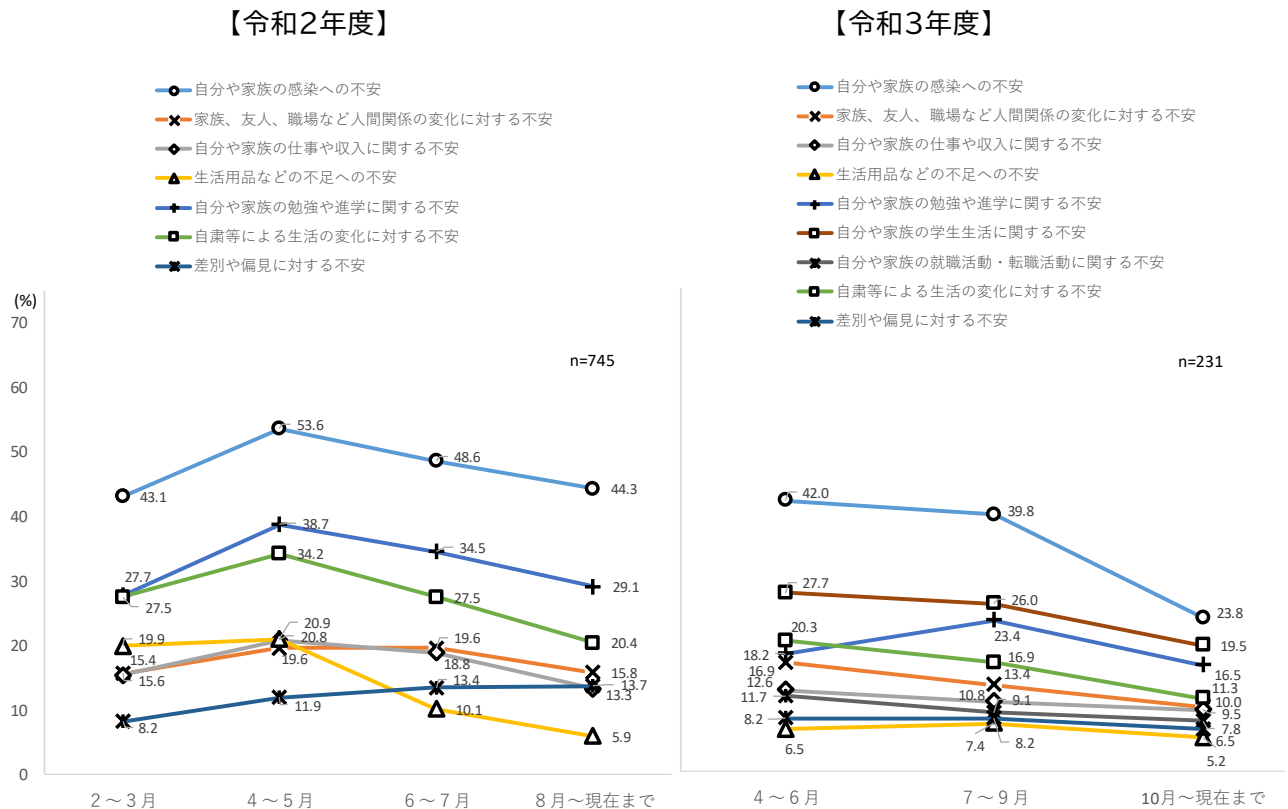 【令和2年度】
自分や家族の感染への不安
家族、友人、職場など人間関係の変化に対する不安
自分や家族の仕事や収入に関する不安
生活用品などの不足への不安
自分や家族の勉強や進学に関する不安
自粛等による生活の変化に対する不安
差別や偏見に対する不安
(%)
70
60
50
40
30
20
10
0
n=745
43.1
53.6
48.6
44.3
27.7
38.7
34.5
29.1
27.5
34.2
27.5
20.4
19.9
20.9
10.1
5.9
15.4
20.8
18.8
13.3
15.6
19.6
19.6
15.8
8.2
11.9
13.4
13.7
2～3月
4～5月
6～7月
8月～現在まで
【令和3年度】
自分や家族の感染への不安
家族、友人、職場など人間関係の変化に対する不安
自分や家族の仕事や収入に関する不安
生活用品などの不足への不安
自分や家族の勉強や進学に関する不安
自分や家族の学生生活に関する不安
自分や家族の就職活動・転職活動に関する不安
自粛等による生活の変化に対する不安
差別や偏見に対する不安
n=231
42.0
39.8
23.8
27.7
26.0
19.5
20.3
16.9
11.3
18.2
23.4
16.5
16.9
13.4
10.0
12.6
10.8
9.5
11.7
9.1
7.8
8.2
8.2
6.5
6.5
7.4
5.2
4～6月
7～9月
10月～現在まで